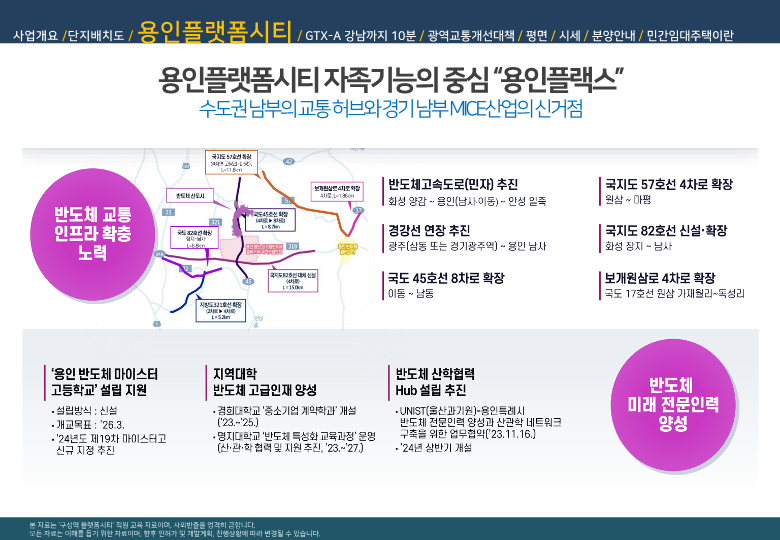 사업개요 /단지배치도 / 용인플랫폼시티 / GTX-A 강남까지 10분 / 광역교통개선대책 / 평면 / 시세 / 분양안내 / 민간임대주택이란
용인플랫폼시티 자족기능의 중심 “용인플랙스”
수도권 남부의 교통 허브와 경기 남부 MICE산업의 신거점
반도체 교통
인프라 확충
노력
국지도 57호선 확장
L=11.8km
42
반도체 신도시
보개원삼로 4차로 확장
국도45호선 확장
(4차로 ▶ 8차로)
국지도 82호선 확장
장지~남사
321
318
국지도82호선 대체 신설
(4차로)
지방도321호선 확장
(2차로 ▶ 4차로)
45
반도체고속도로(민자) 추진
화성 양감 ~ 용인(남사·이동) ~ 안성 일죽
경강선 연장 추진
광주(삼동 또는 경기광주역) ~ 용인 남사
국도 45호선 8차로 확장
이동 ~ 남동
국지도 57호선 4차로 확장
원삼 ~ 마평
국지도 82호선 신설·확장
화성 장지 ~ 남사
보개원삼로 4차로 확장
국도 17호선 원삼 가재월리~독성리
‘용인 반도체 마이스터
고등학교’ 설립 지원
• 설립방식 : 신설
• 개교목표 : ’26.3.
• ’24년도 제19차 마이스터고
신규 지정 추진
지역대학
반도체 고급인재 양성
• 경희대학교 ‘중소기업 계약학과’ 개설
(’23.~’25.)
• 명지대학교 ‘반도체 특성화 교육과정’ 운영
(산·관·학 협력 및 지원 추진, ’23.~’27.)
반도체 산학협력
Hub 설립 추진
• UNIST(울산과기원)-용인특례시
반도체 전문인력 양성과 산관학 네트워크
구축을 위한 업무협약(’23.11.16.)
• ’24년 상반기 개설
반도체
미래 전문인력
양성
본 자료는 '구성역 플랫폼시티' 직원 교육 자료이며, 사외반출을 엄격히 금합니다.
모든 자료는 이해를 돕기 위한 자료이며, 향후 인허가 및 개발계획, 진행상황에 따라 변경될 수 있습니다.